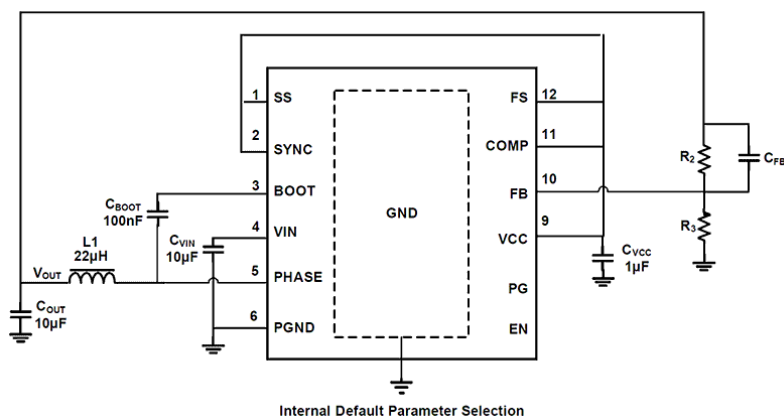 1
SS
2
SYNC
3
BOOT
4
VIN
5
PHASE
6
PGND
GND
FS
12
COMP
11
FB
10
VCC
9
PG
EN
CBOOT
100nF
CVIN
10µF
L1
22µH
VOUT
COUT
10µF
CVCC
1µF
R2
CFB
R3
Internal Default Parameter Selection